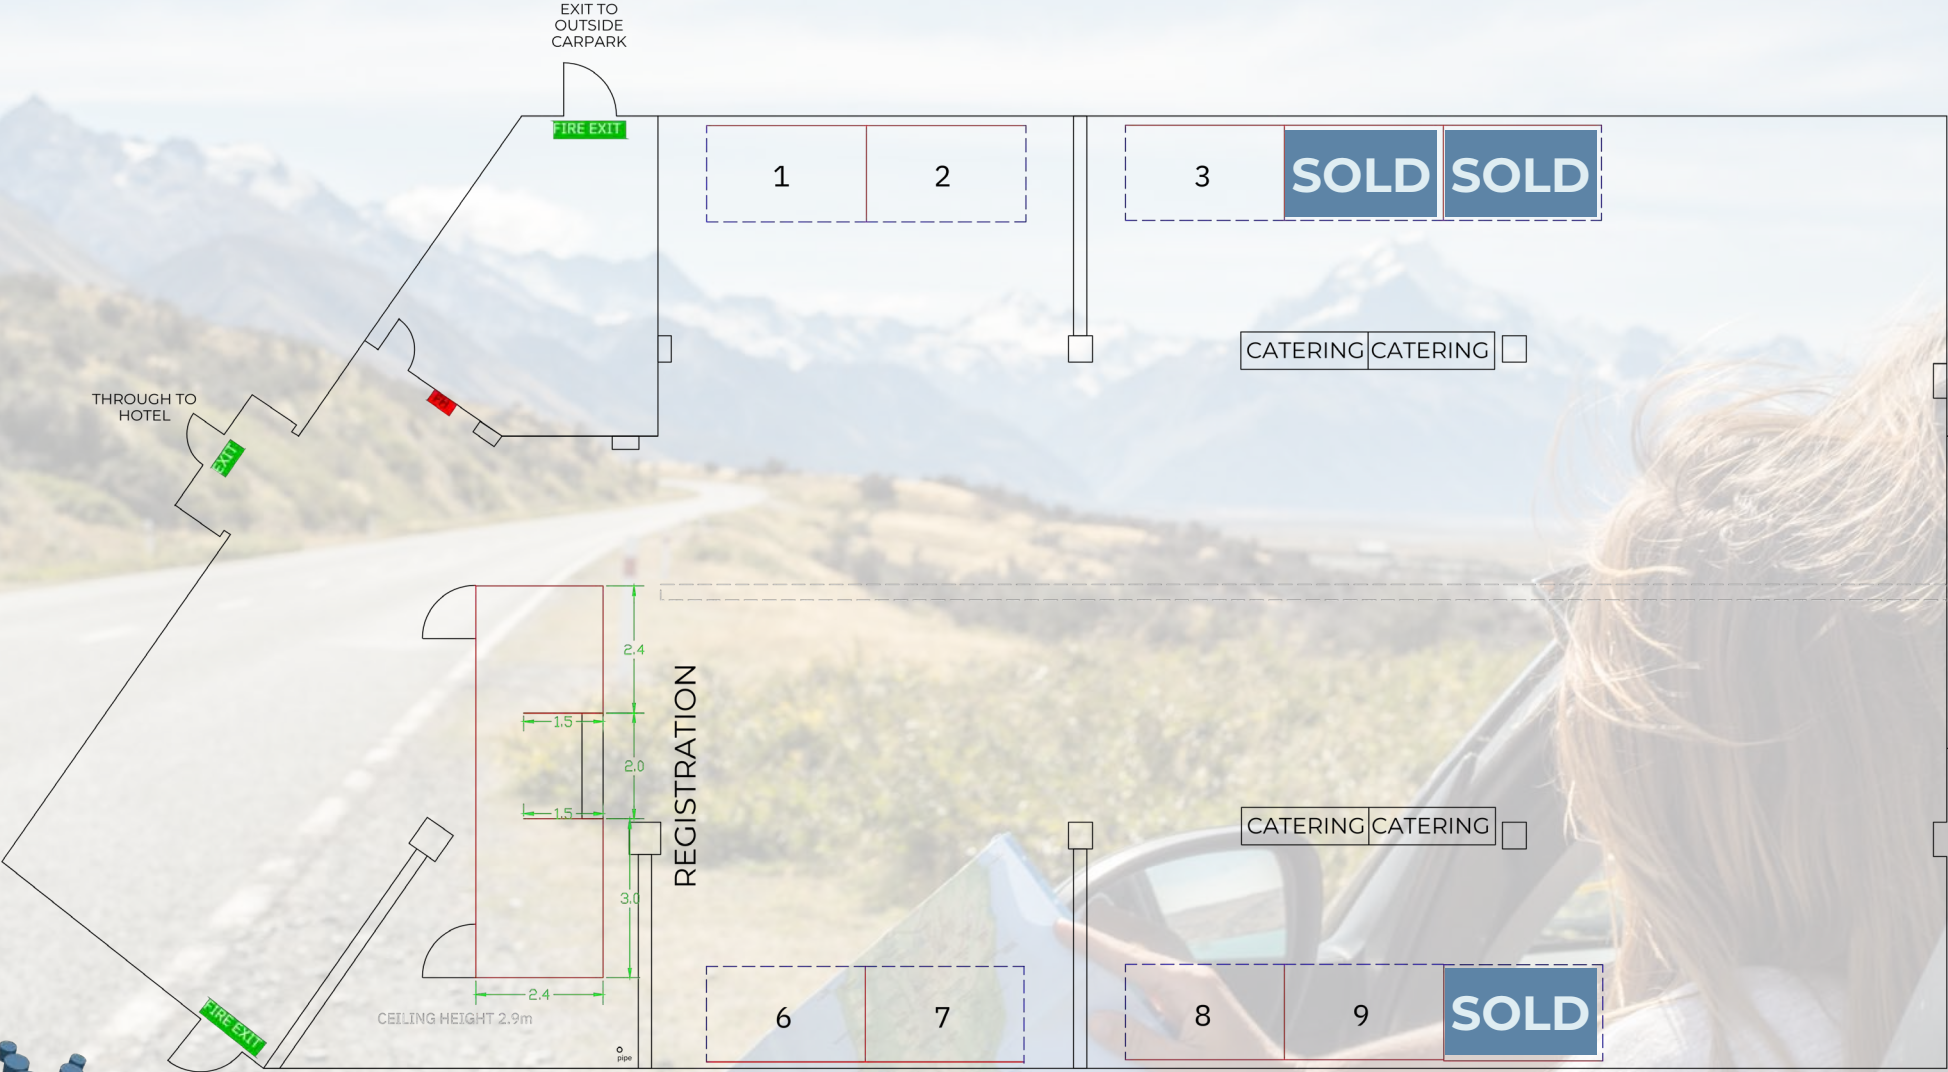 EXIT TO
OUTSIDE
CARPARK
FIRE EXIT
1
2
3
SOLD
SOLD
CATERING
CATERING
THROUGH TO
HOTEL
EXIT
2.4
1.5
2.0
1.5
REGISTRATION
3.0
CATERING
CATERING
2.4
CEILING HEIGHT 2.9m
FIRE EXIT
pipe
6
7
8
9
SOLD